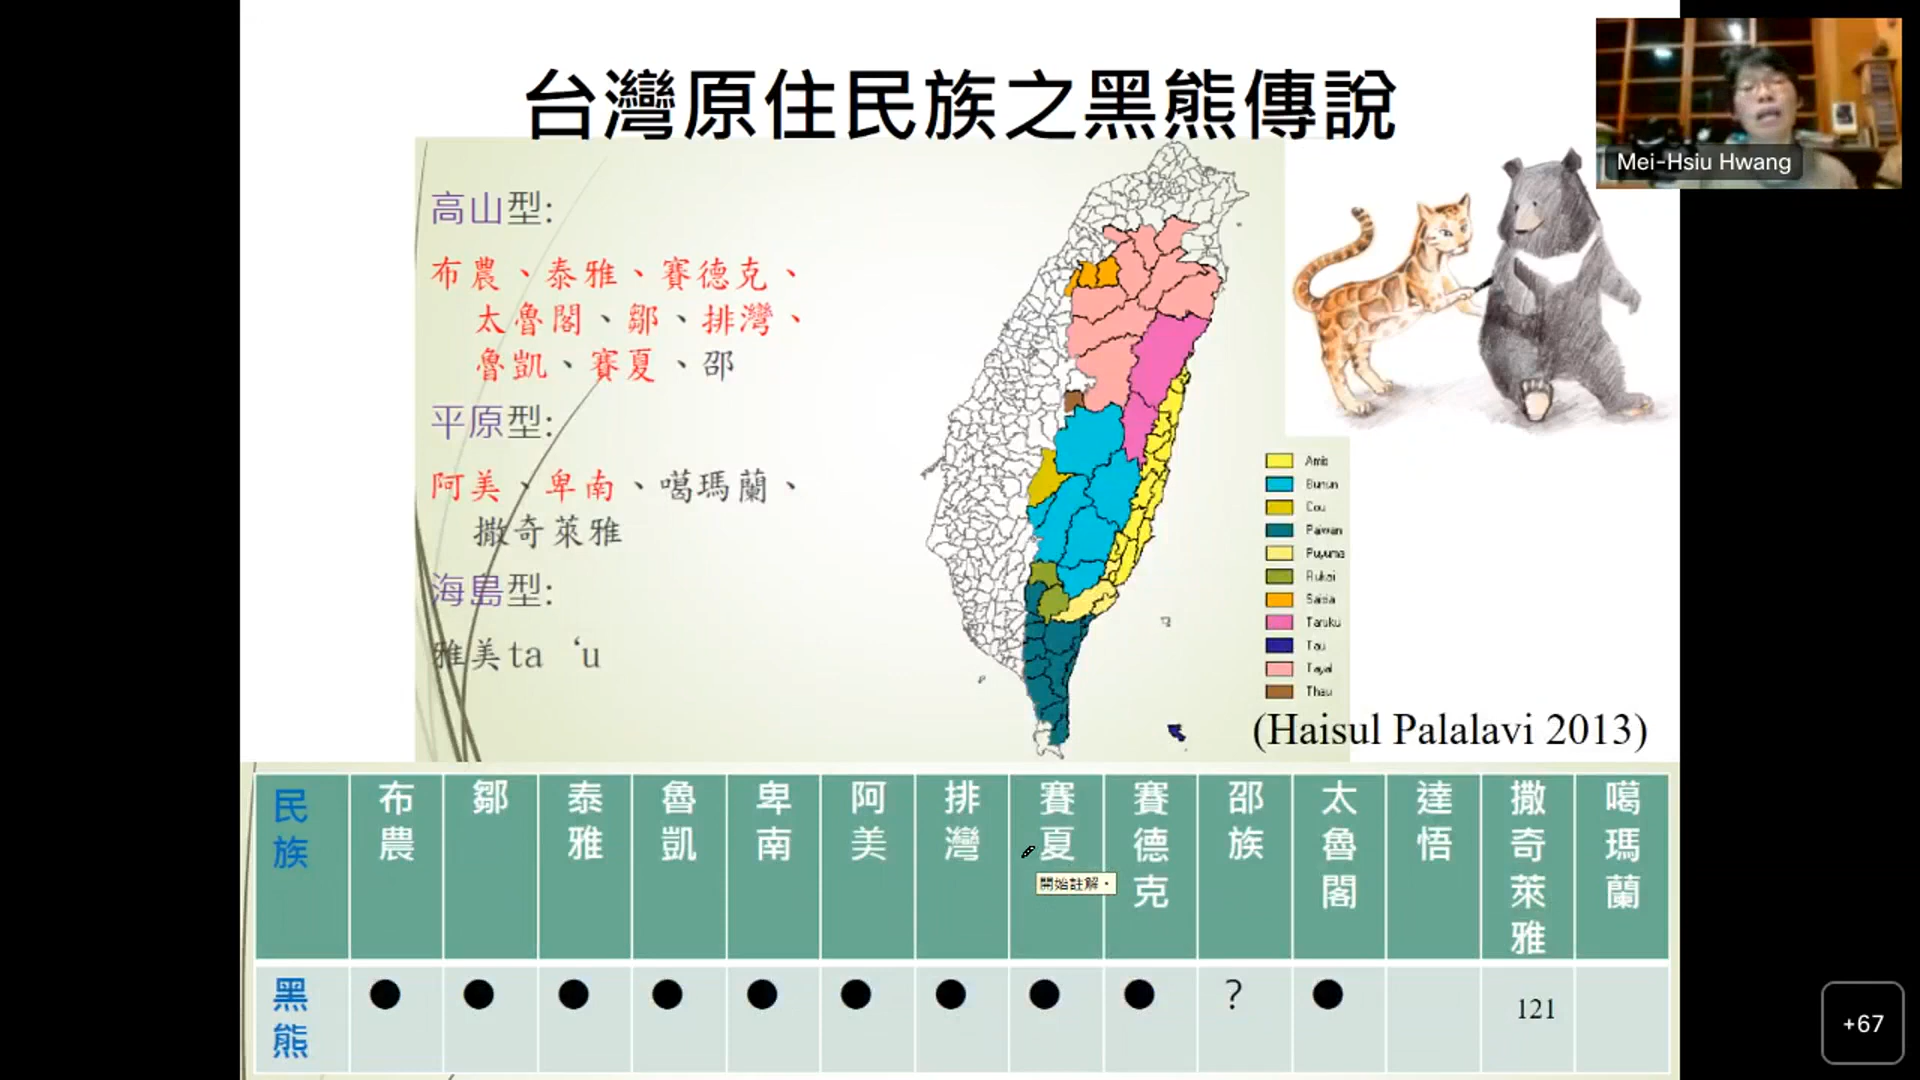 台灣原住民族之黑熊傳說
Mei-Hsiu Hwang
高山型:
布農、泰雅、賽德克、
太魯閣、鄒、排灣、
魯凱、賽夏、邵
平原型:
阿美、卑南、噶瑪蘭、
撒奇萊雅
海島型:
雅美ta‘u
Amis
Bunun
Cou
Paiwan
Puyuma
Rukai
Saisia
Taruku
Tau
Tayal
Thau
(Haisul Palalavi 2013)
民族 布農 鄒 泰雅 魯凱 卑南 阿美 排灣 賽夏 賽德克 邵族 太魯閣 達悟 撒奇萊雅 噶瑪蘭
開始註解。
黑熊 ● ● ● ● ● ● ● ● ● ? ● 121
+67